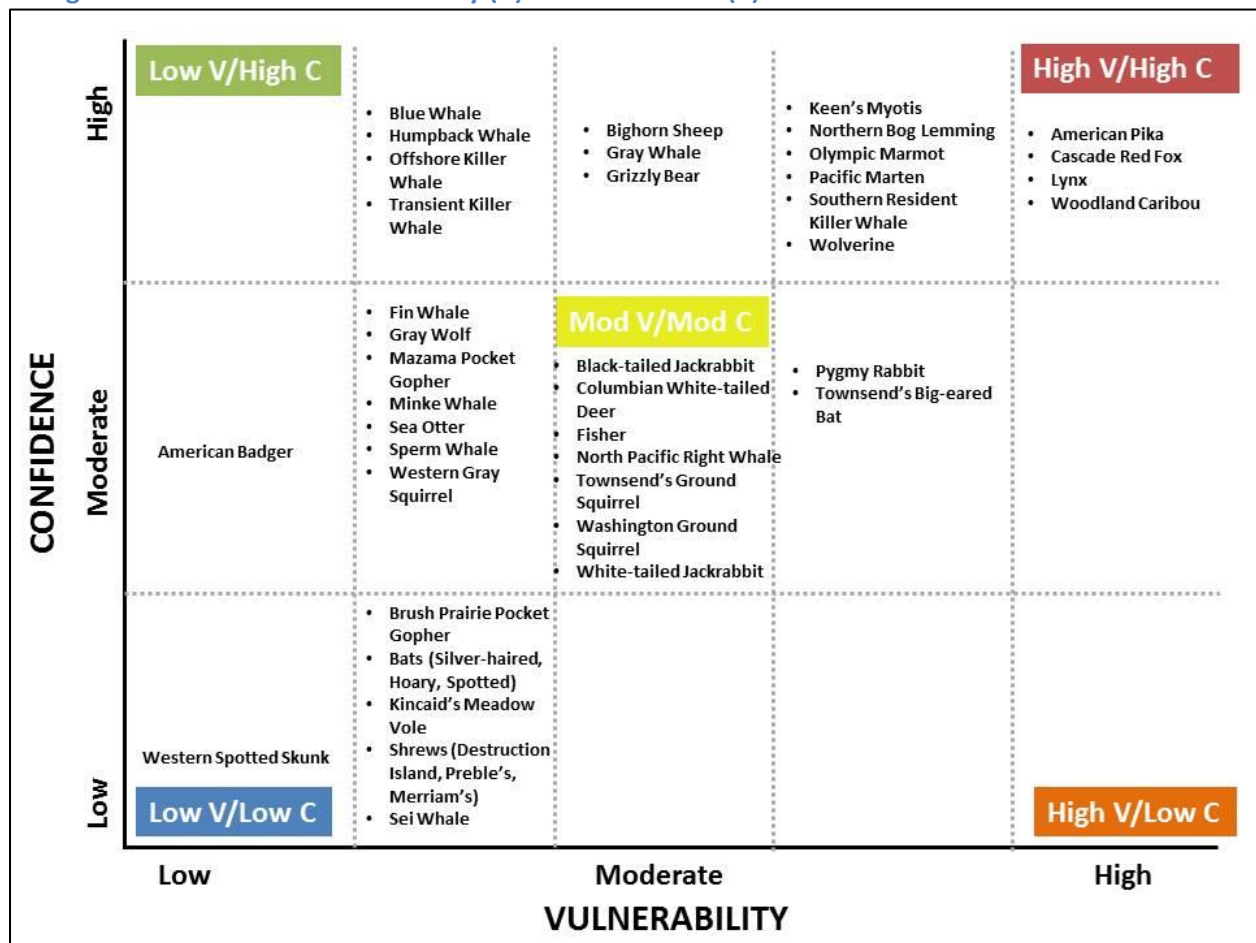 CONFIDENCE
High
Moderate
Low
Low V/High C
• Blue Whale
• Humpback Whale
• Offshore Killer
Whale
• Transient Killer
Whale
• Bighorn Sheep
• Gray Whale
• Grizzly Bear
• Keen's Myotis
• Northern Bog Lemming
• Olympic Marmot
• Pacific Marten
• Southern Resident
Killer Whale
• Wolverine
High V/High C
• American Pika
• Cascade Red Fox
• Lynx
• Woodland Caribou
American Badger
• Fin Whale
• Gray Wolf
• Mazama Pocket
Gopher
• Minke Whale
• Sea Otter
• Sperm Whale
• Western Gray
Squirrel
Mod V/Mod C
• Black-tailed Jackrabbit
• Columbian White-tailed
Deer
• Fisher
• North Pacific Right Whale
• Townsend's Ground
Squirrel
• Washington Ground
Squirrel
• White-tailed Jackrabbit
• Pygmy Rabbit
• Townsend's Big-eared
Bat
Western Spotted Skunk
Low V/Low C
• Brush Prairie Pocket
Gopher
• Bats (Silver-haired,
Hoary, Spotted)
• Kincaid's Meadow
Vole
• Shrews (Destruction
Island, Preble's,
Merriam's)
• Sei Whale
High V/Low C
Low
Moderate
High
VULNERABILITY